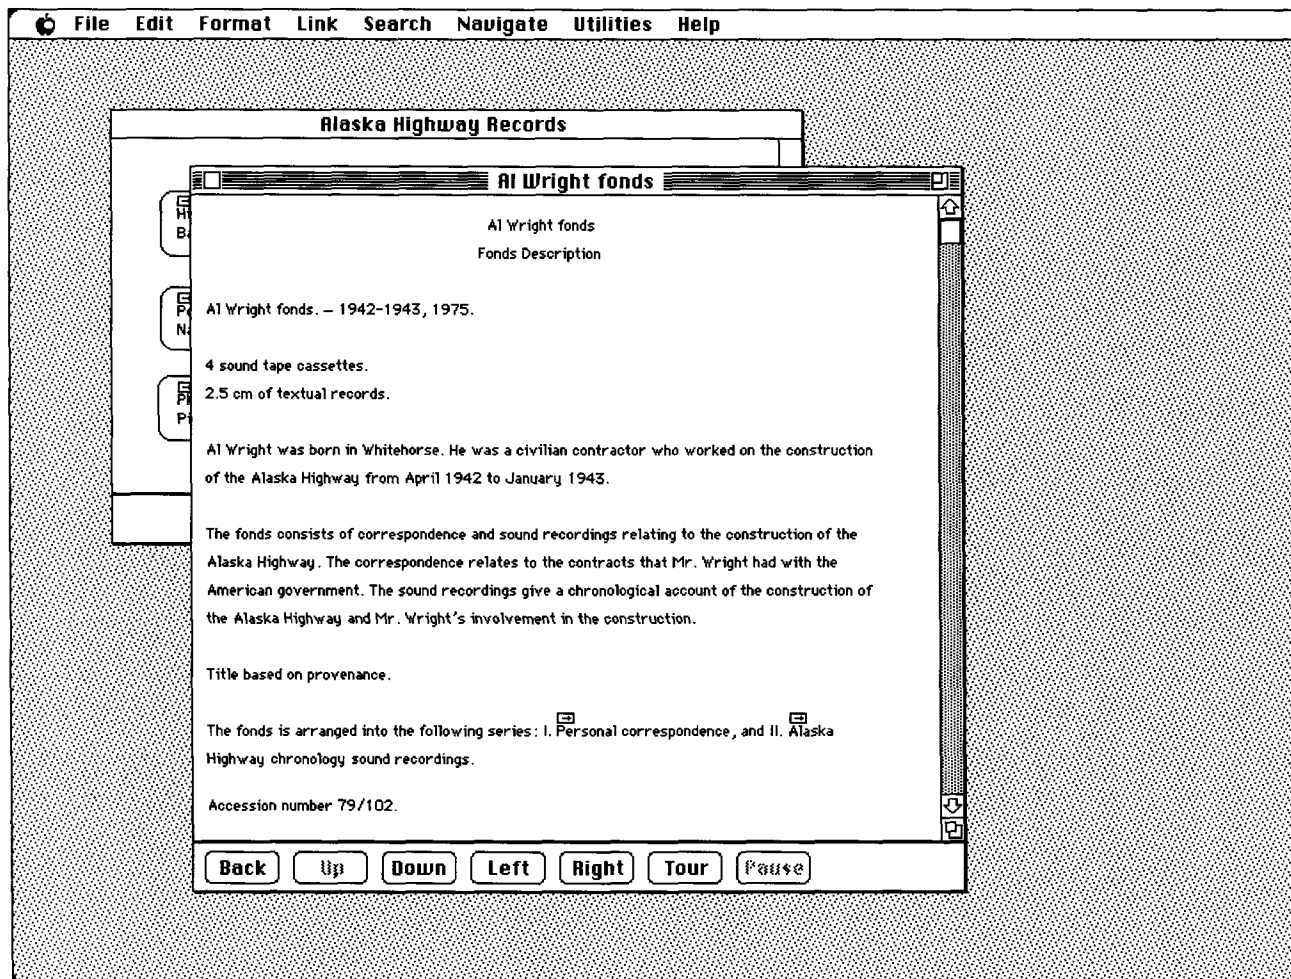 File Edit Format Link Search Navigate Utilities Help
Alaska Highway Records
Al Wright fonds
Al Wright fonds
Fonds Description
Al Wright fonds. – 1942-1943, 1975.
4 sound tape cassettes.
2.5 cm of textual records.
Al Wright was born in Whitehorse. He was a civilian contractor who worked on the construction
of the Alaska Highway from April 1942 to January 1943.
The fonds consists of correspondence and sound recordings relating to the construction of the
Alaska Highway. The correspondence relates to the contracts that Mr. Wright had with the
American government. The sound recordings give a chronological account of the construction of
the Alaska Highway and Mr. Wright's involvement in the construction.
Title based on provenance.
The fonds is arranged into the following series: I. Personal correspondence, and II. Alaska
Highway chronology sound recordings.
Accession number 79/102.
Back Up Down Left Right Tour Pause